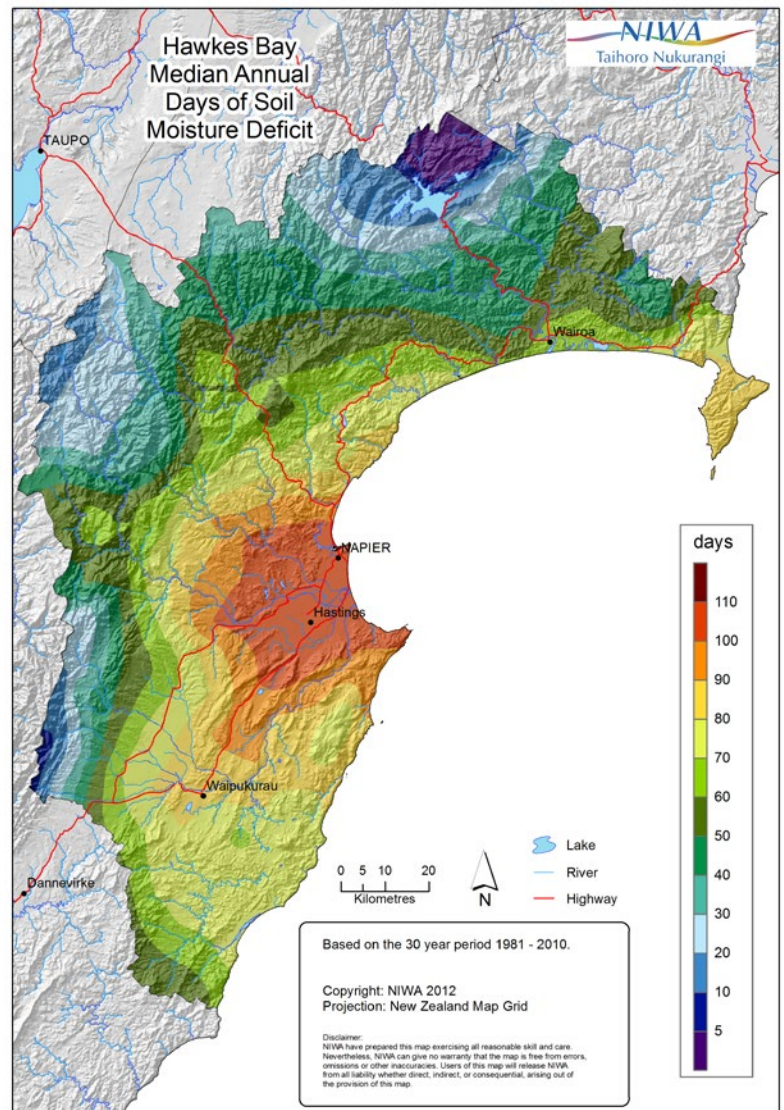 Hawkes Bay
Median Annual
Days of Soil
Moisture Deficit
NIWA
Taihoro Nukurangi
TAUPO
Wairoa
NAPIER
Hastings
Waipukurau
Dannevirke
days
110
100
90
80
70
60
50
40
30
20
10
5
0 5 10 20
Kilometres
N
Lake
River
Highway
Based on the 30 year period 1981 - 2010.
Copyright: NIWA 2012
Projection: New Zealand Map Grid
Disclaimer:
NIWA have prepared this map exercising all reasonable skill and care.
Nevertheless, NIWA can give no warranty that the map is free from errors,
omissions or other inaccuracies. Users of this map will release NIWA
from all liability whether direct, indirect, or consequential, arising out of
the provision of this map.